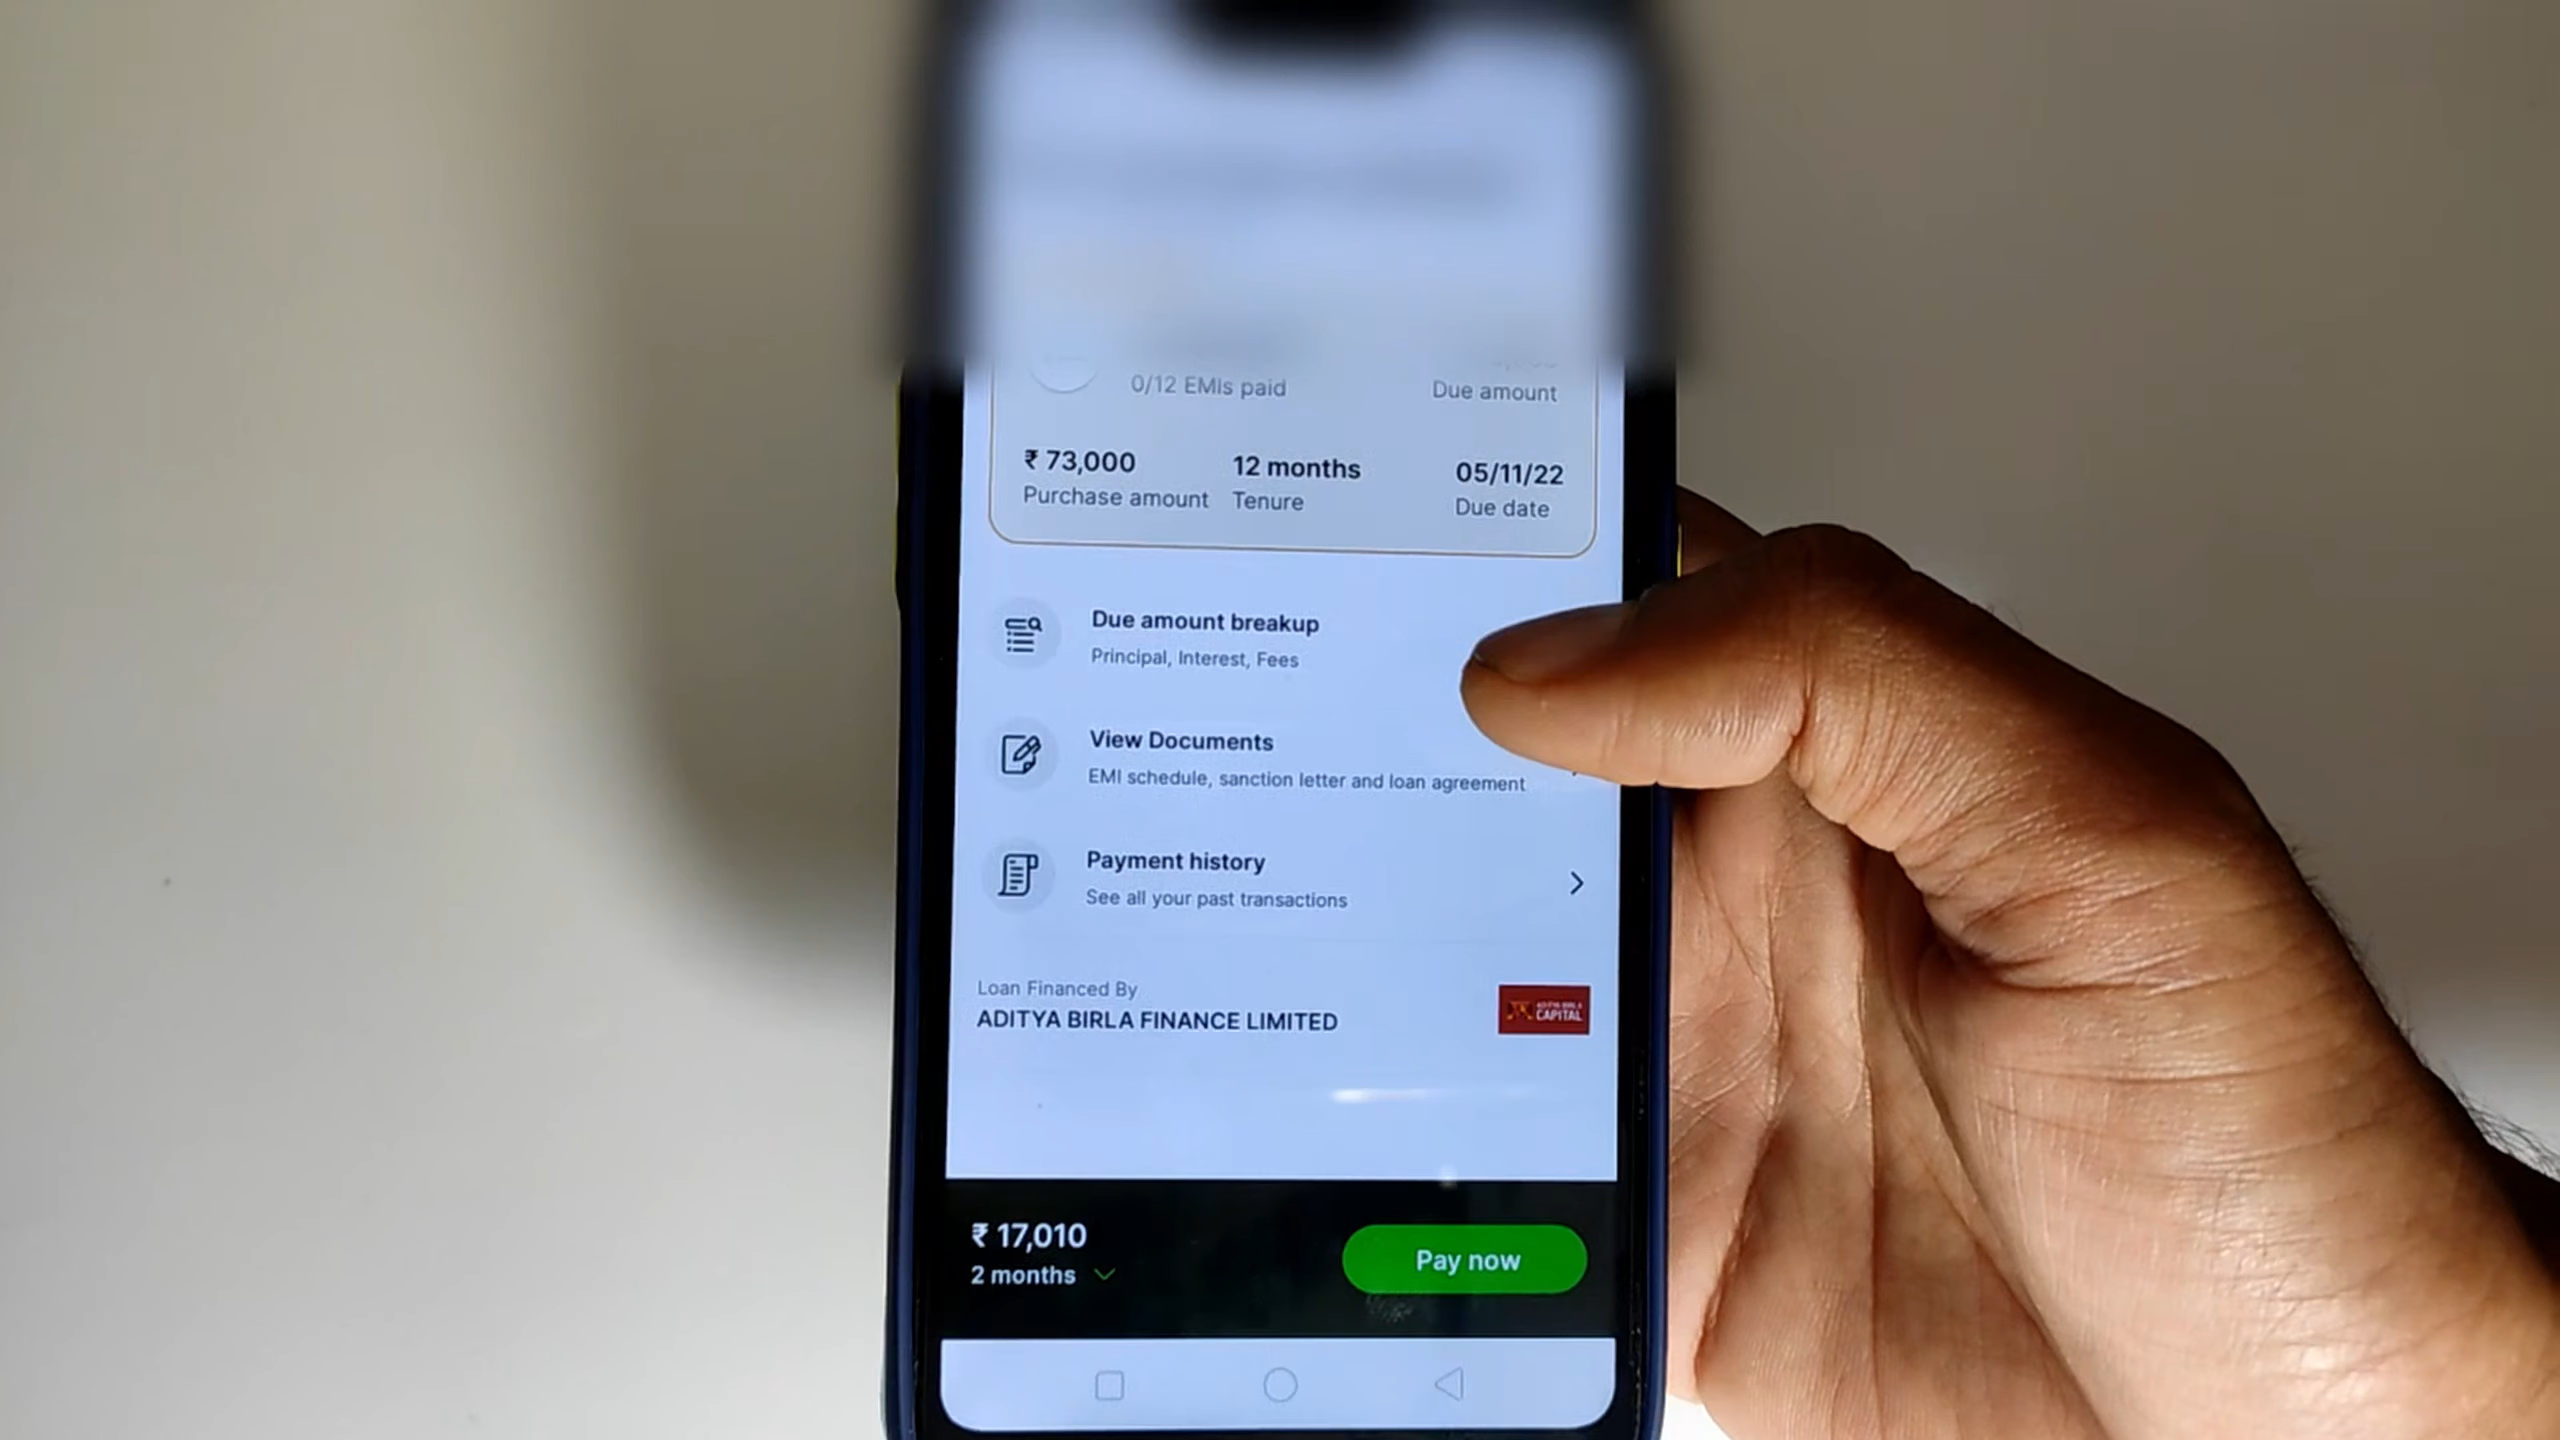 0/12 EMIs paid
Due amount
₹ 73,000
Purchase amount
12 months
Tenure
05/11/22
Due date
Due amount breakup
Principal, Interest, Fees
View Documents
EMI schedule, sanction letter and loan agreement
Payment history
See all your past transactions
Loan Financed By
ADITYA BIRLA FINANCE LIMITED
ADITYA BIRLA
CAPITAL
₹ 17,010
2 months
Pay now